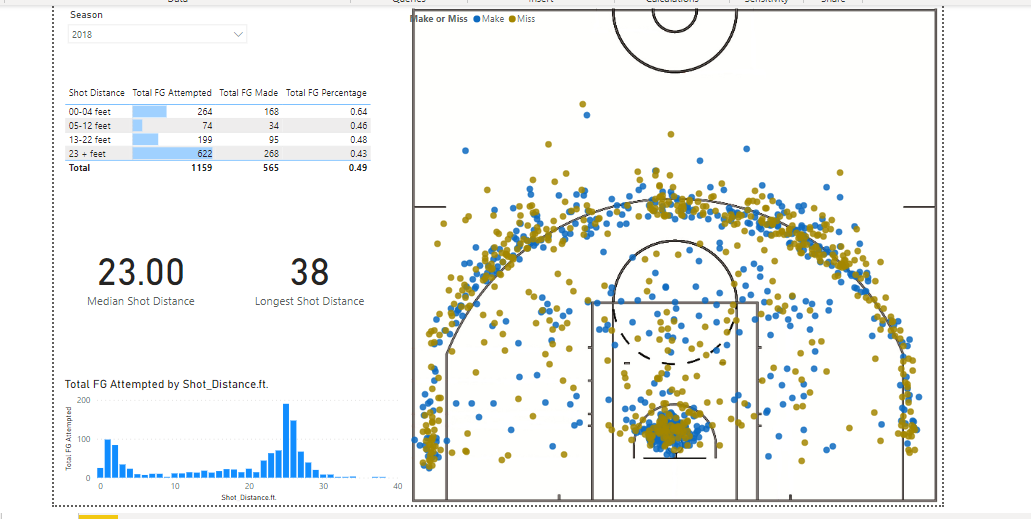 Data Queries Insert Calculations Sensitivity Share
Season
2018
Shot Distance Total FG Attempted Total FG Made Total FG Percentage
00-04 feet 264 168 0.64
05-12 feet 74 34 0.46
13-22 feet 199 95 0.48
23 + feet 622 268 0.43
Total 1159 565 0.49
23.00
Median Shot Distance
38
Longest Shot Distance
Total FG Attempted by Shot_Distance.ft.
Total FG Attempted
200
100
0
0 10 20 30 40
Shot_Distance.ft.
Make or Miss Make Miss